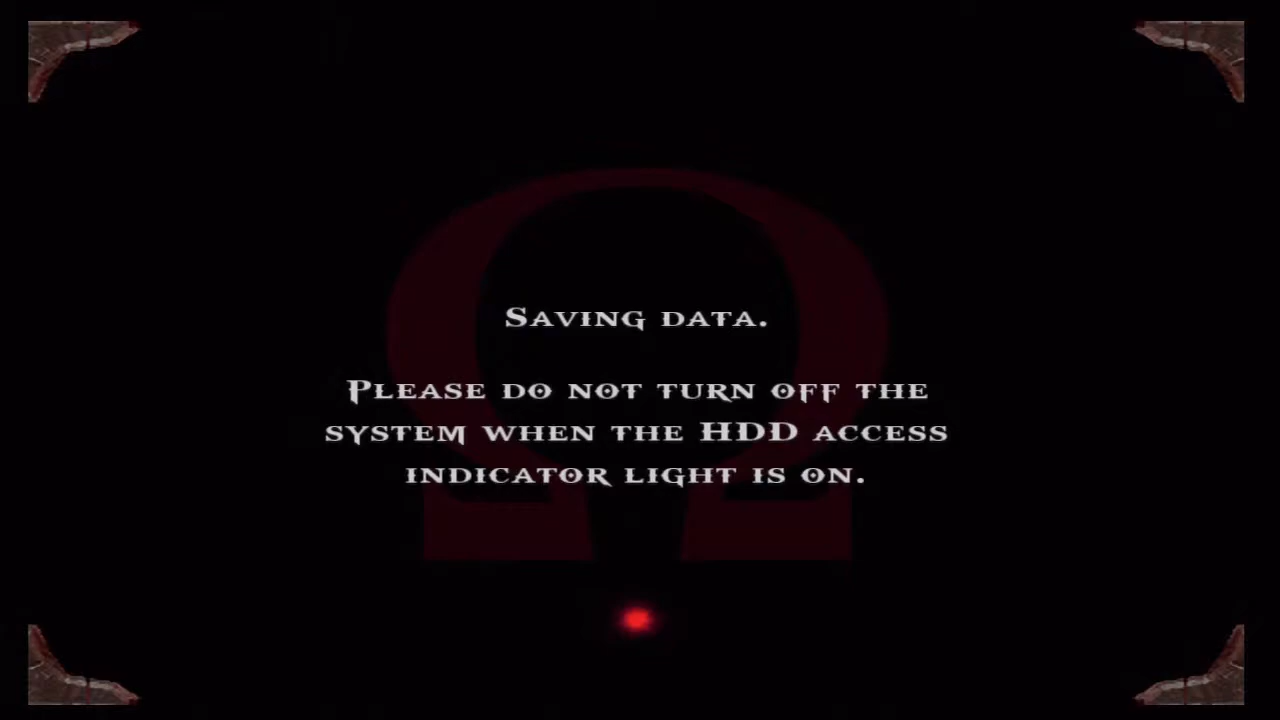 Saving data.
Please do not turn off the
system when the HDD access
indicator light is on.